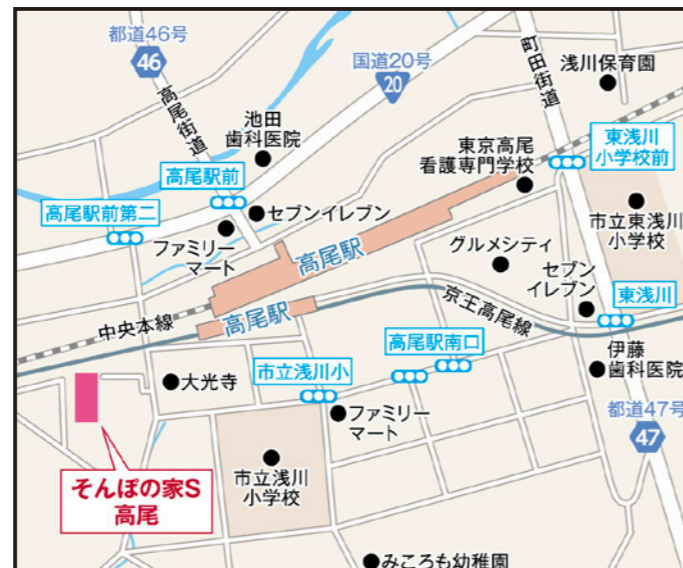 都道46号
46
高尾街道
国道20号
20
町田街道
浅川保育園
池田
歯科医院
東京高尾
看護専門学校
東浅川
小学校前
高尾駅前
高尾駅前第二
セブンイレブン
ファミリー
マート
高尾駅
市立東浅川
小学校
グルメシティ
セブン
イレブン
東浅川
中央本線
高尾駅
京王高尾線
高尾駅南口
伊藤
歯科医院
大光寺
市立浅川小
ファミリー
マート
都道47号
47
そんぽの家S
高尾
市立浅川
小学校
みころも幼稚園